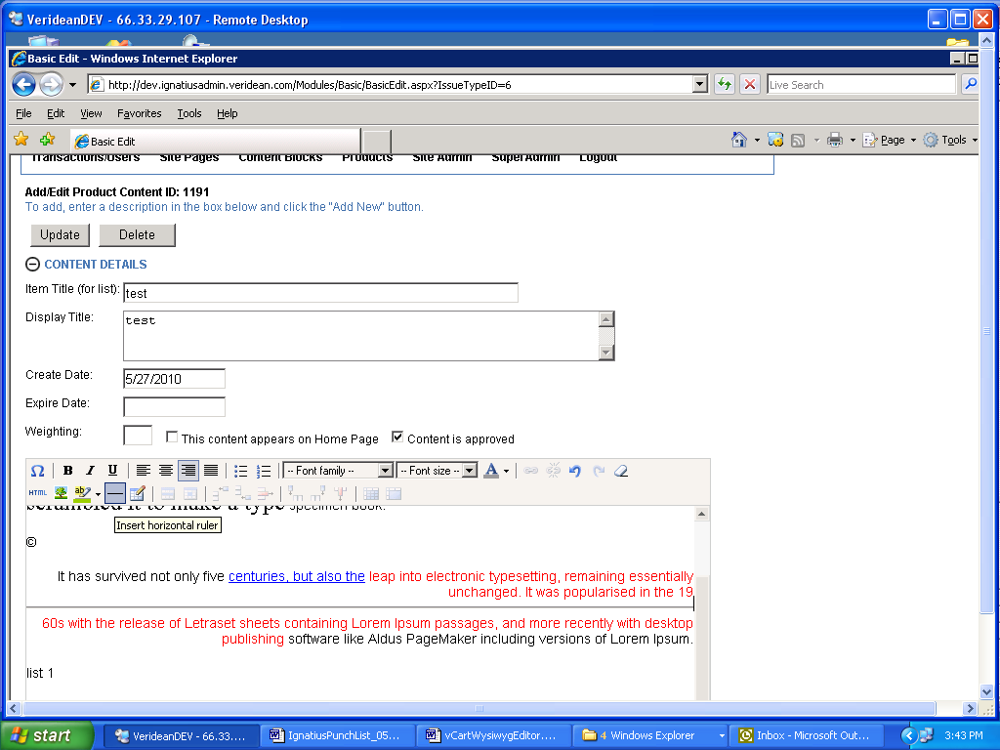 VerideanDEV - 66.33.29.107 - Remote Desktop
Basic Edit - Windows Internet Explorer
http://dev.ignatiusadmin.veridean.com/Modules/Basic/BasicEdit.aspx?IssueTypeID=6
Live Search
File Edit View Favorites Tools Help
Basic Edit
Page Tools
Transactions/Users Site Pages Content Blocks Products Site Admin SuperAdmin Logout
Add/Edit Product Content ID: 1191
To add, enter a description in the box below and click the "Add New" button.
Update Delete
CONTENT DETAILS
Item Title (for list): test
Display Title: test
Create Date: 5/27/2010
Expire Date:
Weighting: This content appears on Home Page Content is approved
Ω B I U -- Font family -- -- Font size -- A
HTML ab
scrambled it to make a type specimen book.
Insert horizontal ruler
©
It has survived not only five centuries, but also the leap into electronic typesetting, remaining essentially
unchanged. It was popularised in the 19
60s with the release of Letraset sheets containing Lorem Ipsum passages, and more recently with desktop
publishing software like Aldus PageMaker including versions of Lorem Ipsum.
list 1
start VerideanDEV - 66.33.... IgnatiusPunchList_05... vCartWysiwygEditor.... 4 Windows Explorer Inbox - Microsoft Out... 3:43 PM